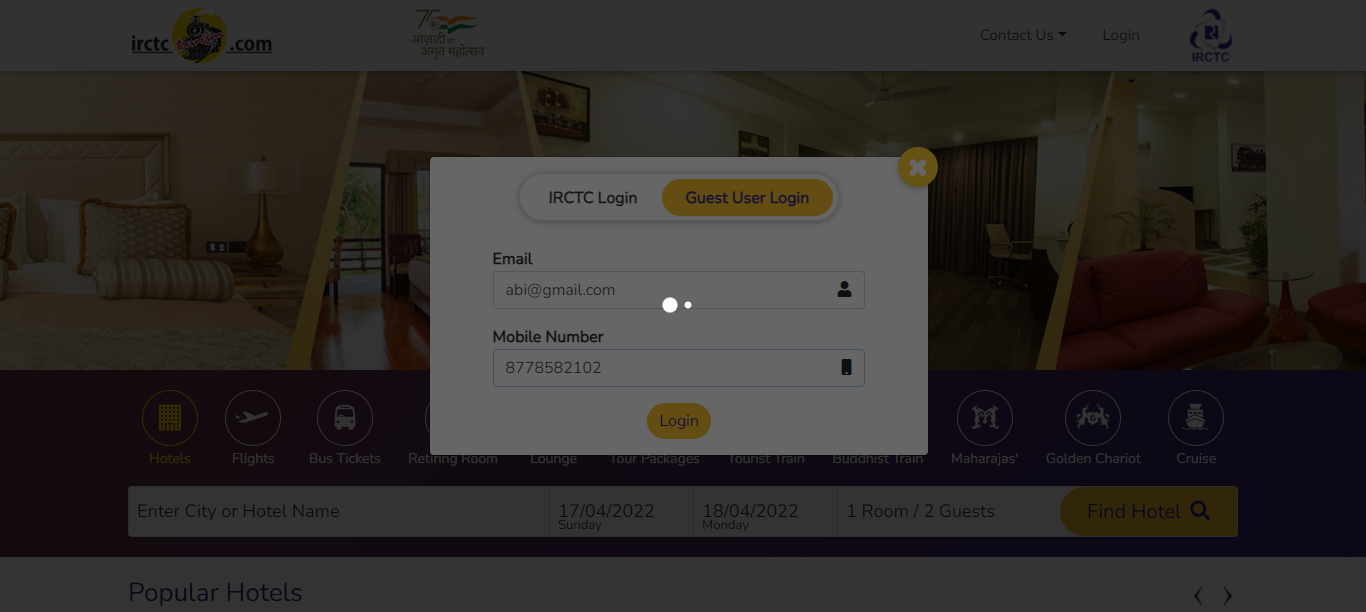 irctc tourism .com
75
आज़ादी का
अमृत महोत्सव
Contact Us
Login
IRCTC
IRCTC Login
Guest User Login
Email
abi@gmail.com
Mobile Number
8778582102
Login
Hotels
Flights
Bus Tickets
Retiring Room
Lounge
Tour Packages
Tourist Train
Buddhist Train
Maharajas'
Golden Chariot
Cruise
Enter City or Hotel Name
17/04/2022
Sunday
18/04/2022
Monday
1 Room / 2 Guests
Find Hotel
Popular Hotels